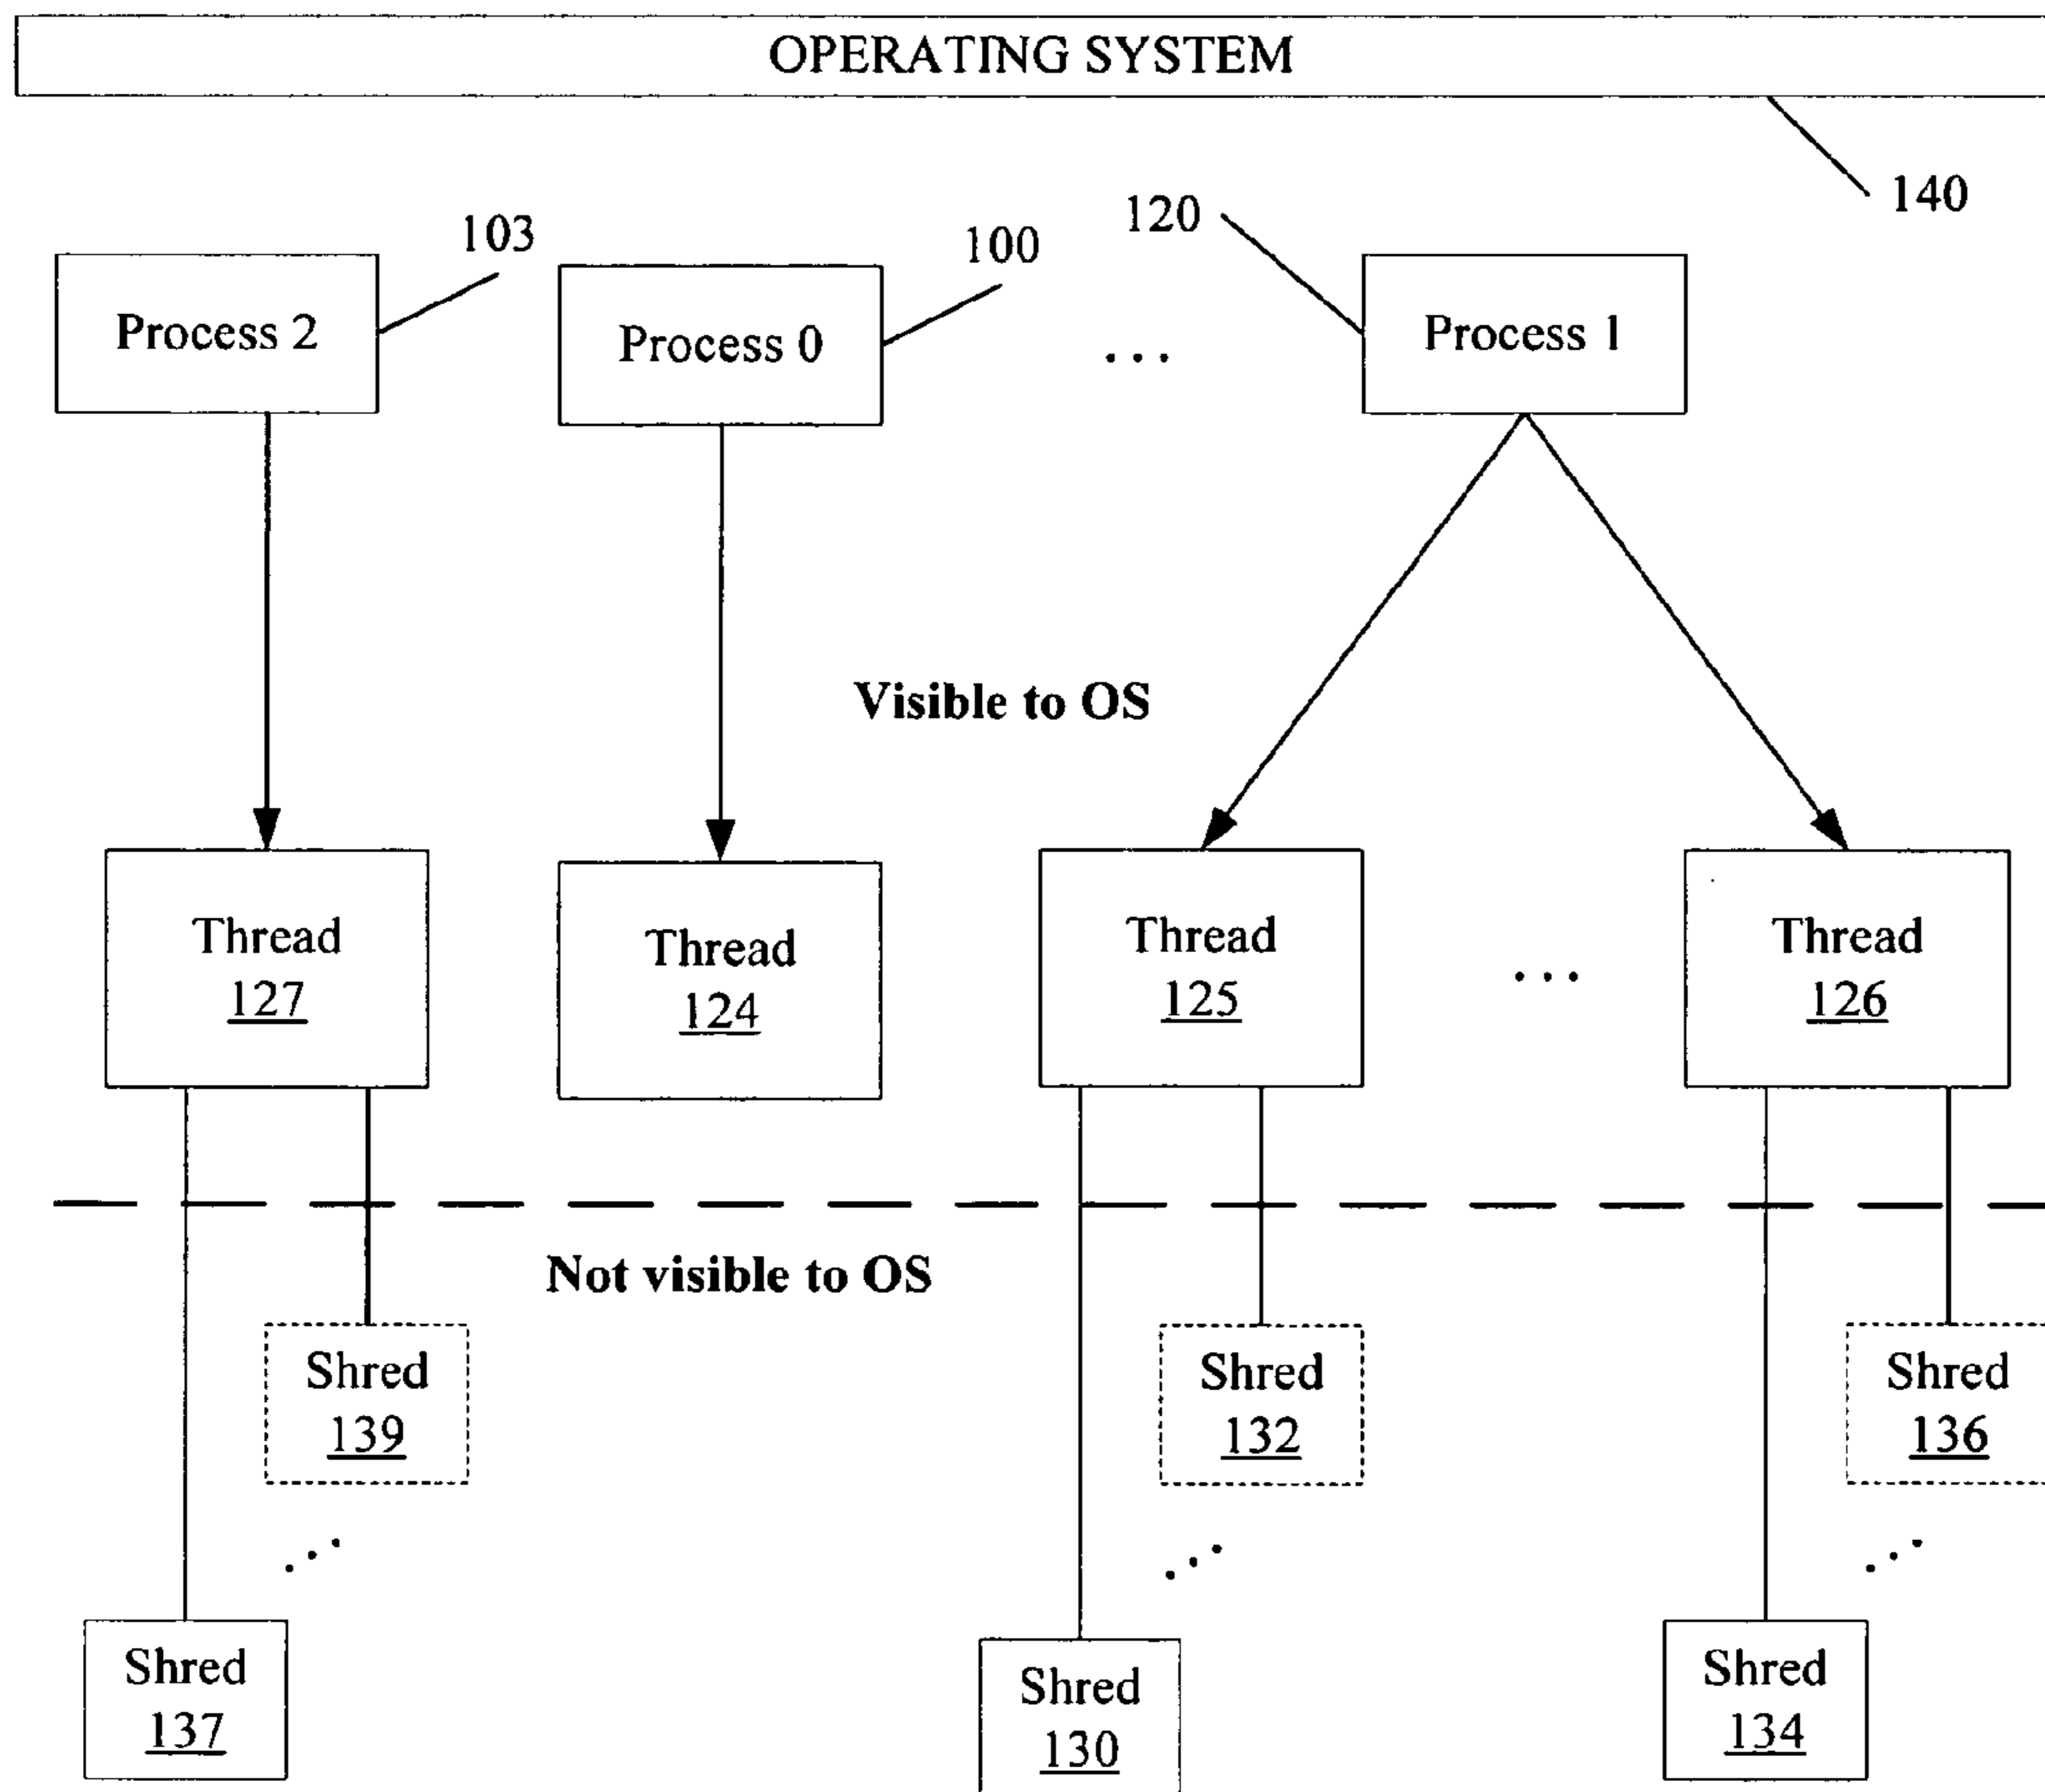 OPERATING SYSTEM
140
103
100
120
Process 2
Process 0
...
Process 1
Visible to OS
Thread
127
Thread
124
Thread
125
...
Thread
126
Not visible to OS
Shred
139
Shred
132
Shred
136
...
...
...
Shred
137
Shred
130
Shred
134